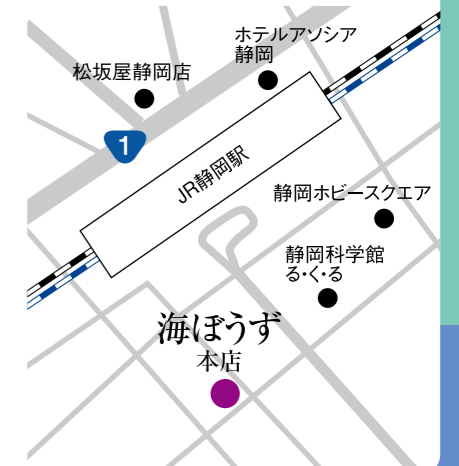 ホテルアソシア
静岡
松坂屋静岡店
1
JR静岡駅
静岡ホビースクエア
静岡科学館
る・く・る
海ぼうず
本店